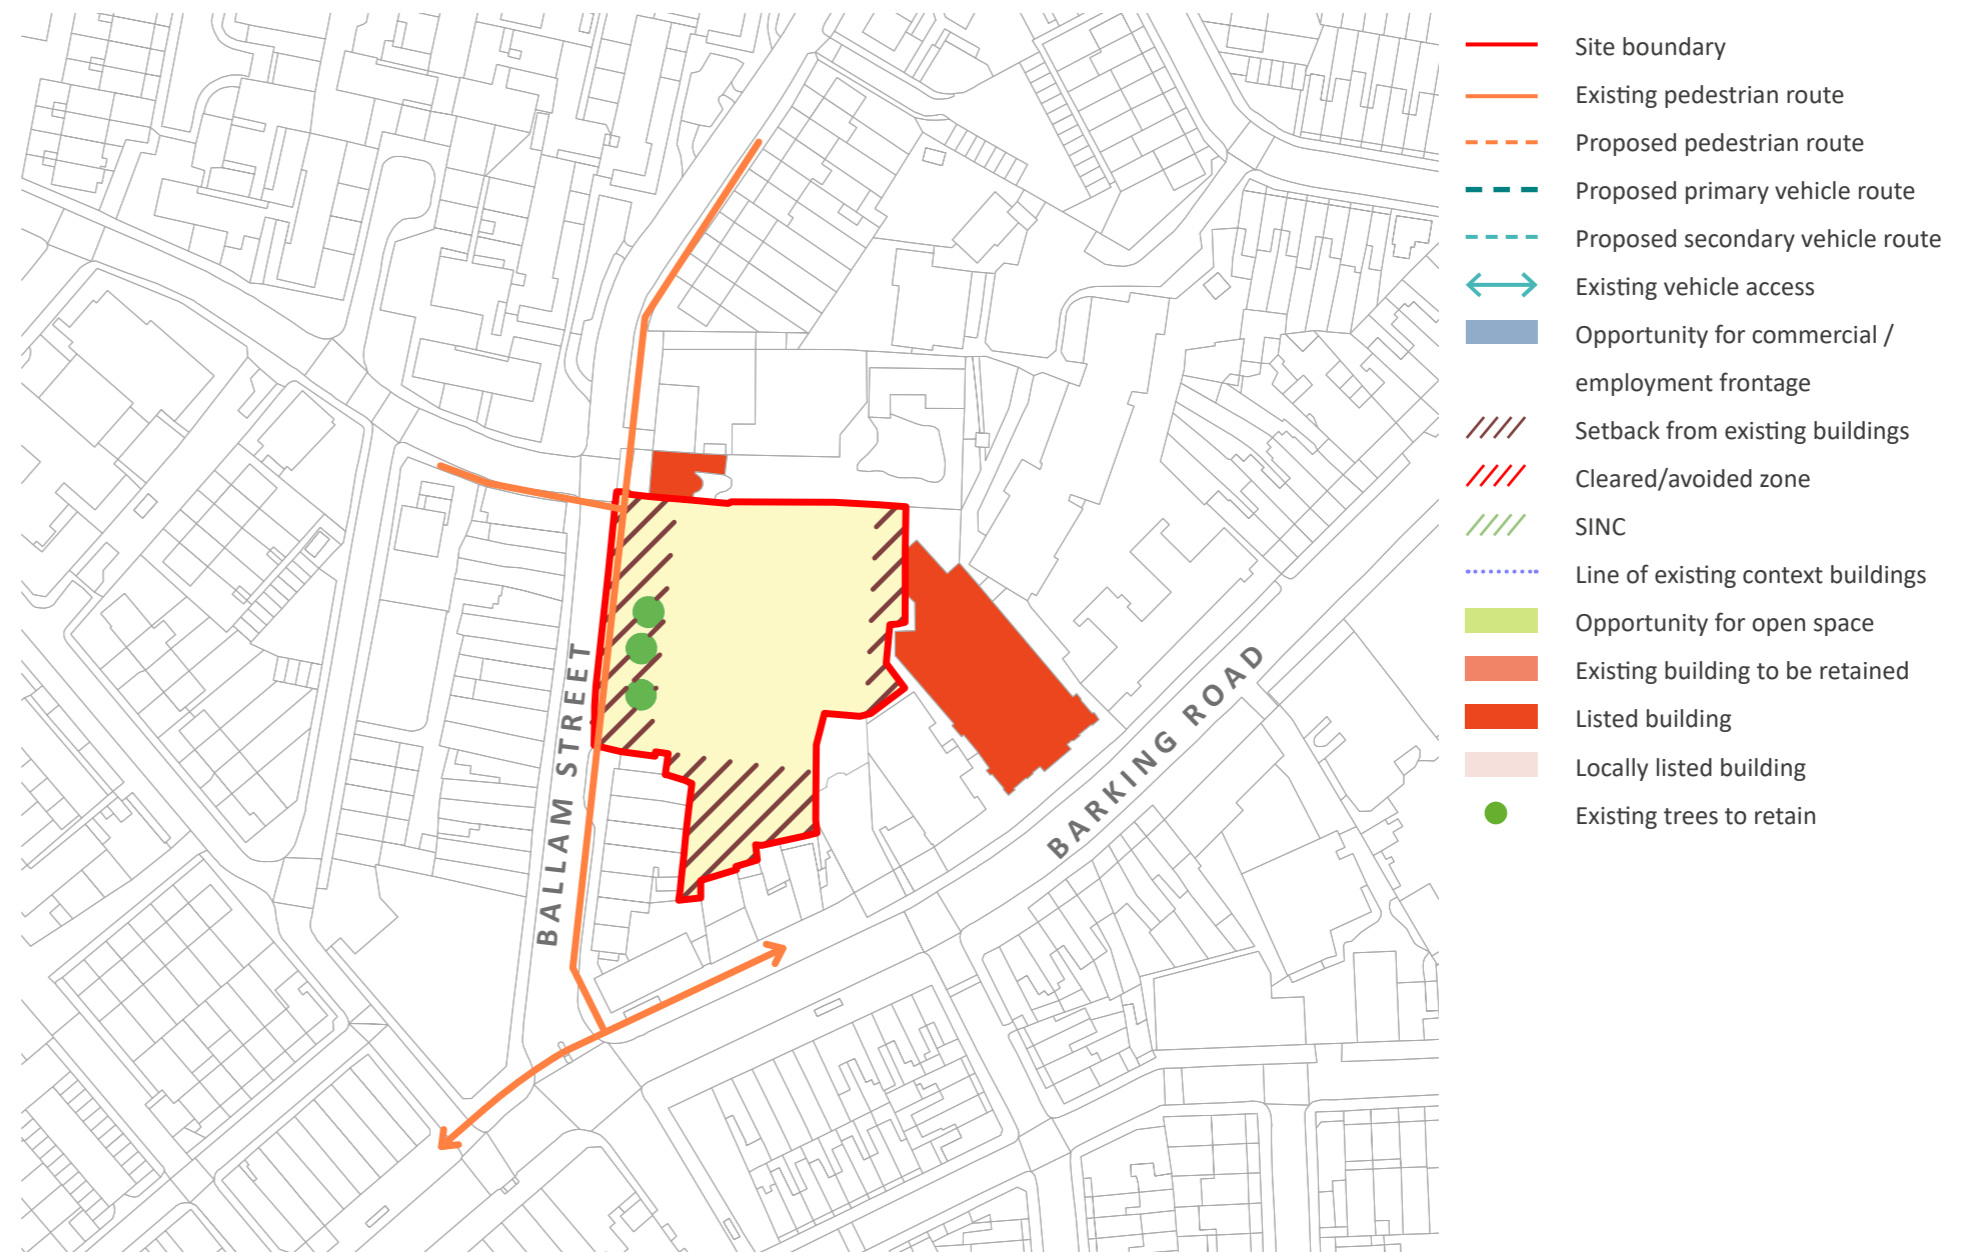 Site boundary
Existing pedestrian route
Proposed pedestrian route
Proposed primary vehicle route
Proposed secondary vehicle route
Existing vehicle access
Opportunity for commercial /
employment frontage
Setback from existing buildings
Cleared/avoided zone
SINC
Line of existing context buildings
Opportunity for open space
Existing building to be retained
Listed building
Locally listed building
Existing trees to retain
BALLAM STREET
BARKING ROAD